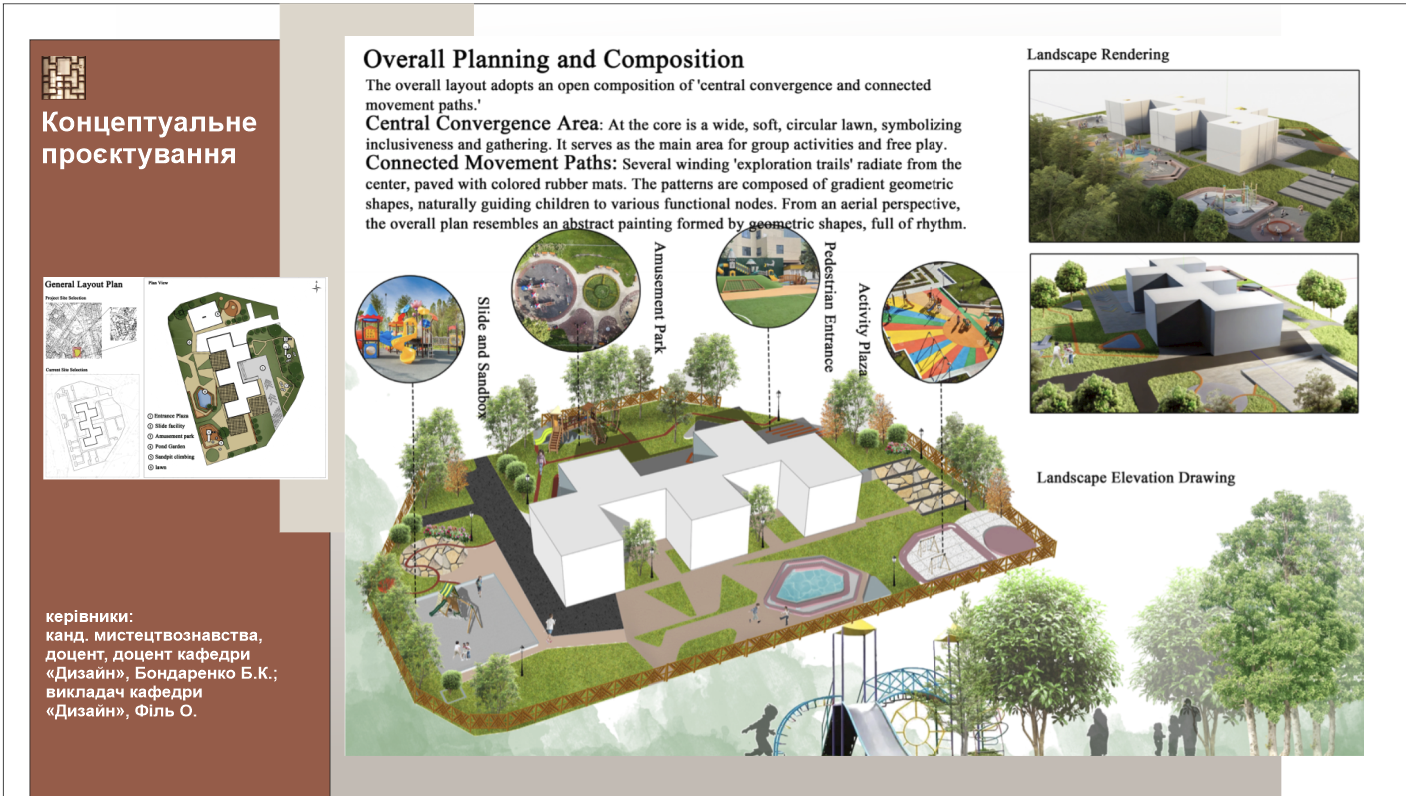 Концептуальне
проєктування
General Layout Plan
Project Site Selection
Current Site Selection
Plan View
1 Entrance Plaza
2 Slide facility
3 Amusement park
4 Pond Garden
5 Sandpit climbing
6 lawn
керівники:
канд. мистецтвознавства,
доцент, доцент кафедри
«Дизайн», Бондаренко Б.К.;
викладач кафедри
«Дизайн», Філь О.
Overall Planning and Composition
The overall layout adopts an open composition of 'central convergence and connected
movement paths.'
Central Convergence Area: At the core is a wide, soft, circular lawn, symbolizing
inclusiveness and gathering. It serves as the main area for group activities and free play.
Connected Movement Paths: Several winding 'exploration trails' radiate from the
center, paved with colored rubber mats. The patterns are composed of gradient geometric
shapes, naturally guiding children to various functional nodes. From an aerial perspective,
the overall plan resembles an abstract painting formed by geometric shapes, full of rhythm.
Slide and Sandbox
Amusement Park
Pedestrian Entrance
Activity Plaza
Landscape Rendering
Landscape Elevation Drawing